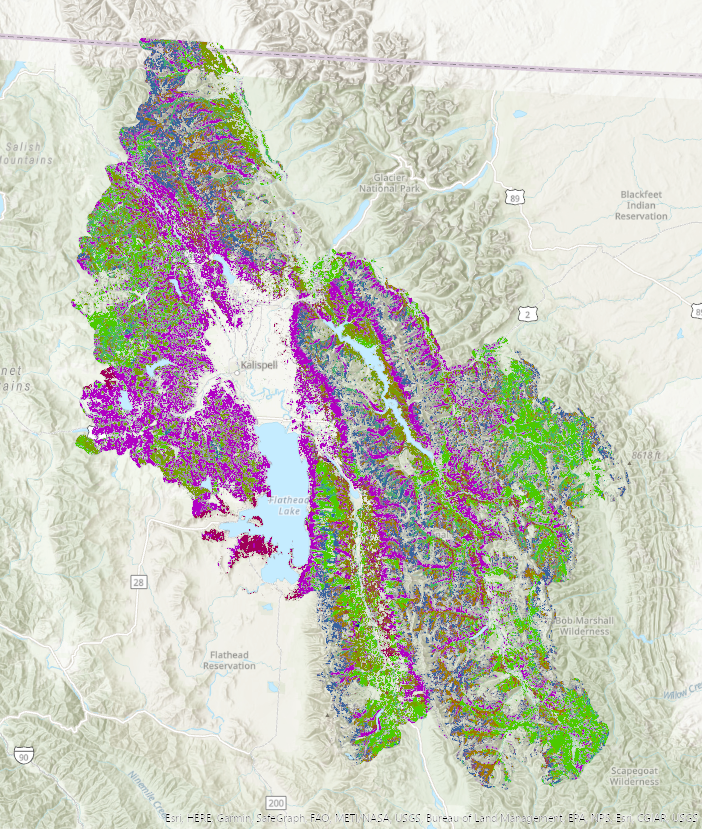 Salish
Mountains
Glacier
National Park
89
Blackfeet
Indian
Reservation
2
Kalispell
8618 ft
Flathead
Lake
28
Bob Marshall
Wilderness
Flathead
Reservation
90
Ninemile Creek
200
Scapegoat
Wilderness
Esri, HERE, Garmin, SafeGraph, FAO, METI/NASA, USGS, Bureau of Land Management, EPA, NPS, Esri, CGIAR, USGS